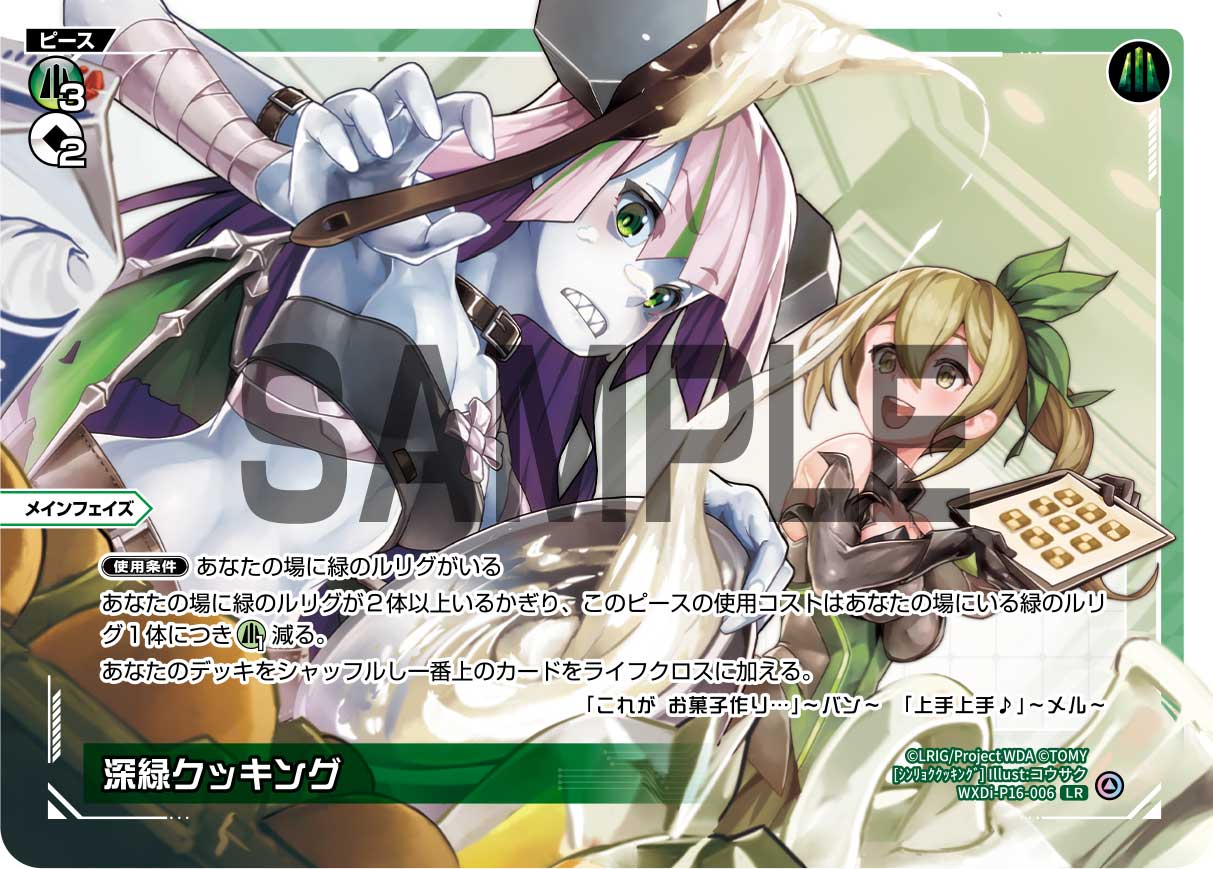 ピース
3
2
SAMPLE
メインフェイズ
使用条件 あなたの場に緑のルリグがいる
あなたの場に緑のルリグが2体以上いるかぎり、このピースの使用コストはあなたの場にいる緑のルリ
グ1体につき 1 減る。
あなたのデッキをシャッフルし一番上のカードをライフクロスに加える。
「これが お菓子作り…」～バン～ 「上手上手♪」～メル～
深緑クッキング
©LRIG/Project WDA ©TOMY
[シンリョククッキング] Illust:コウサク
WXDi-P16-006 LR